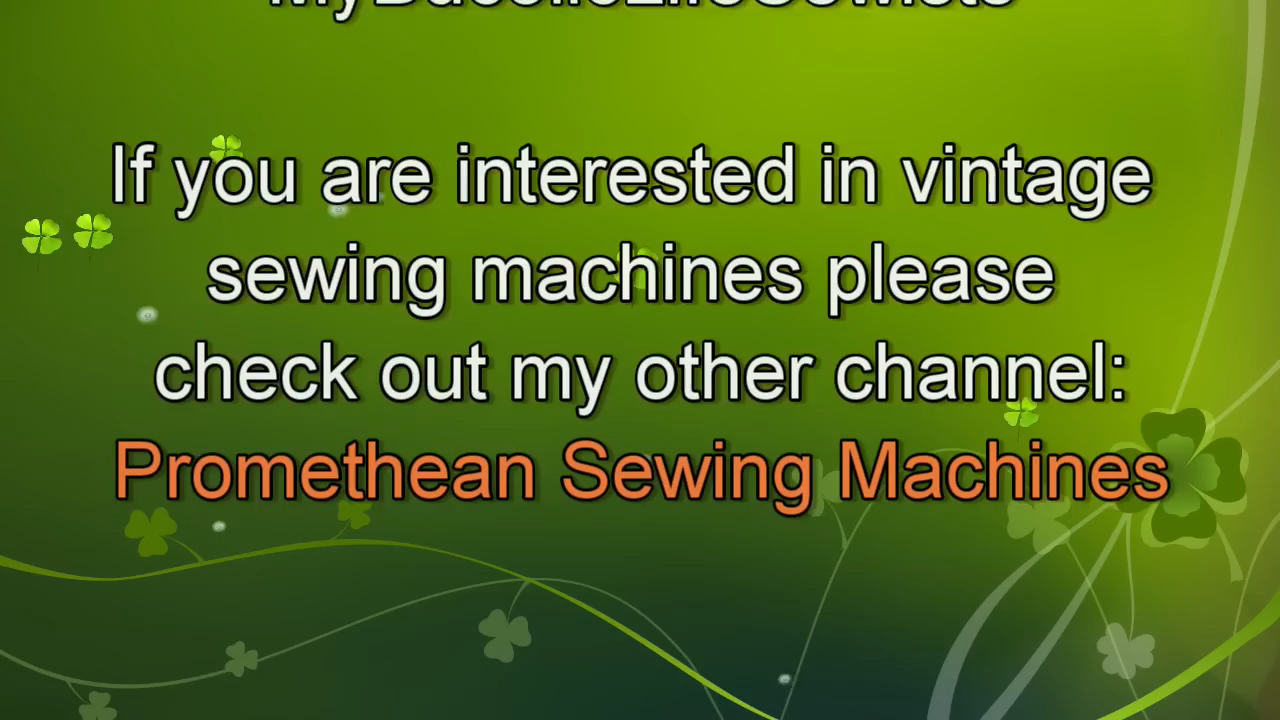 If you are interested in vintage
sewing machines please
check out my other channel:
Promethean Sewing Machines